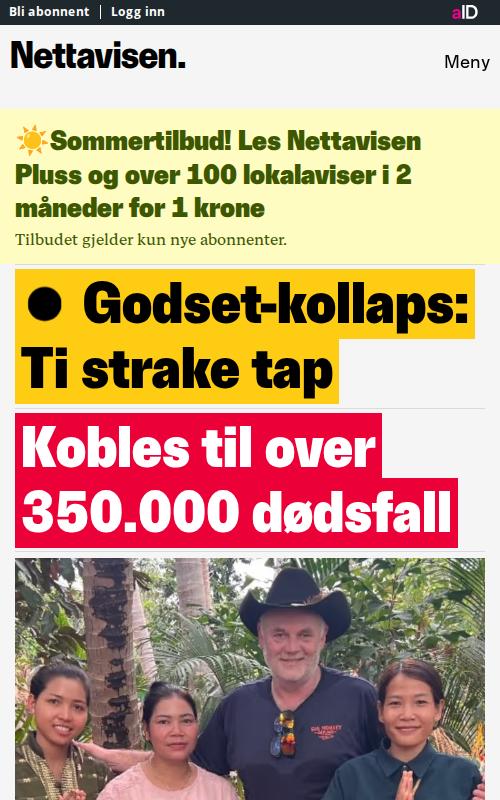 Bli abonnent
Logg inn
aID
Nettavisen.
Meny
☀️Sommertilbud! Les Nettavisen
Pluss og over 100 lokalaviser i 2
måneder for 1 krone
Tilbudet gjelder kun nye abonnenter.
● Godset-kollaps:
Ti strake tap
Kobles til over
350.000 dødsfall